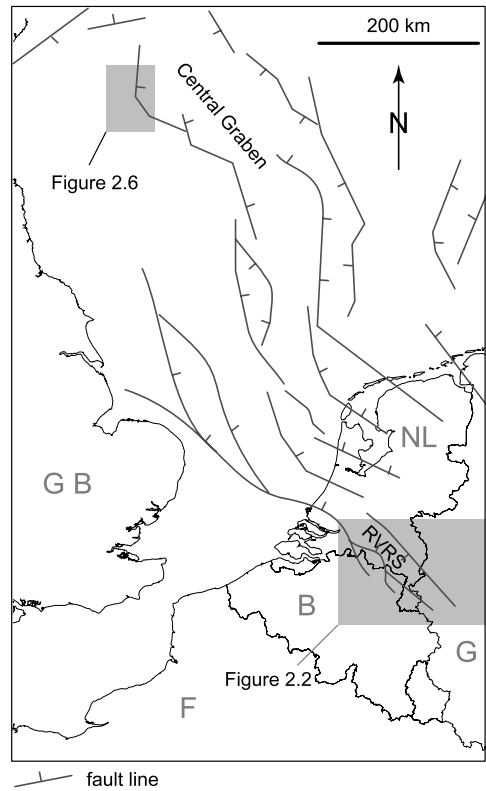 200 km
Central Graben
N
Figure 2.6
NL
G B
RVRS
B
G
Figure 2.2
F
fault line